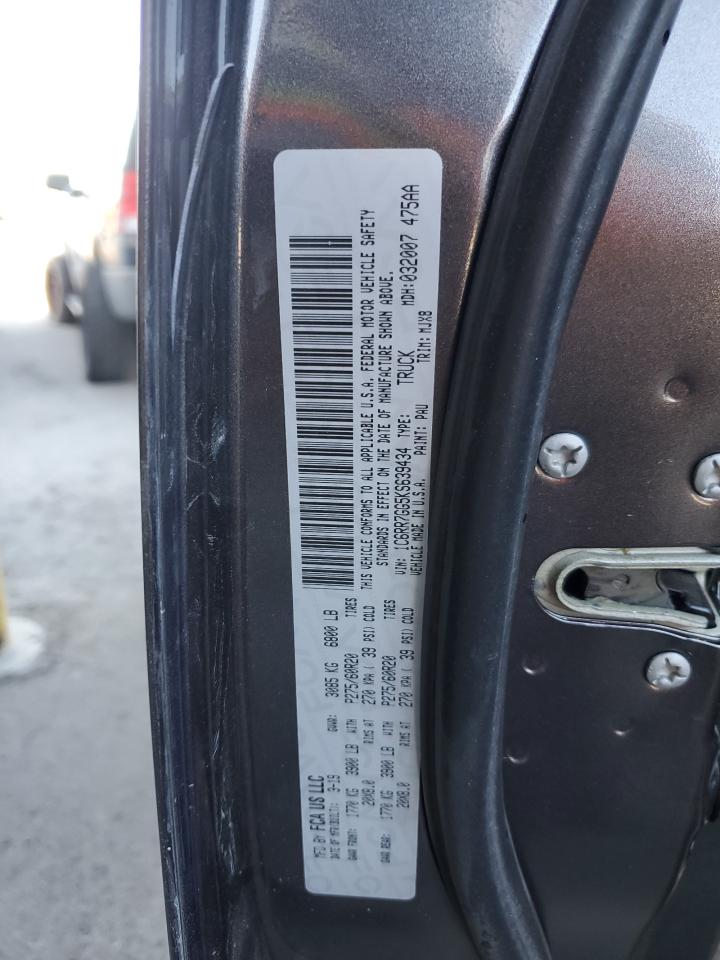 MFD BY FCA US LLC
DATE OF MFR(BUILT): 3-19 GVWR: 3085 KG 6800 LB
GAWR FRONT: 1770 KG 3900 LB WITH P275/60R20 TIRES
20X8.0 RIMS AT 270 KPA ( 39 PSI) COLD
GAWR REAR: 1770 KG 3900 LB WITH P275/60R20 TIRES
20X8.0 RIMS AT 270 KPA ( 39 PSI) COLD
THIS VEHICLE CONFORMS TO ALL APPLICABLE U.S.A. FEDERAL MOTOR VEHICLE SAFETY
STANDARDS IN EFFECT ON THE DATE OF MANUFACTURE SHOWN ABOVE.
VIN: 1C6RR7GG5KS639434 TYPE: TRUCK MDH:032007 475AA
VEHICLE MADE IN U.S.A. PAINT: PAU TRIM: MJX8